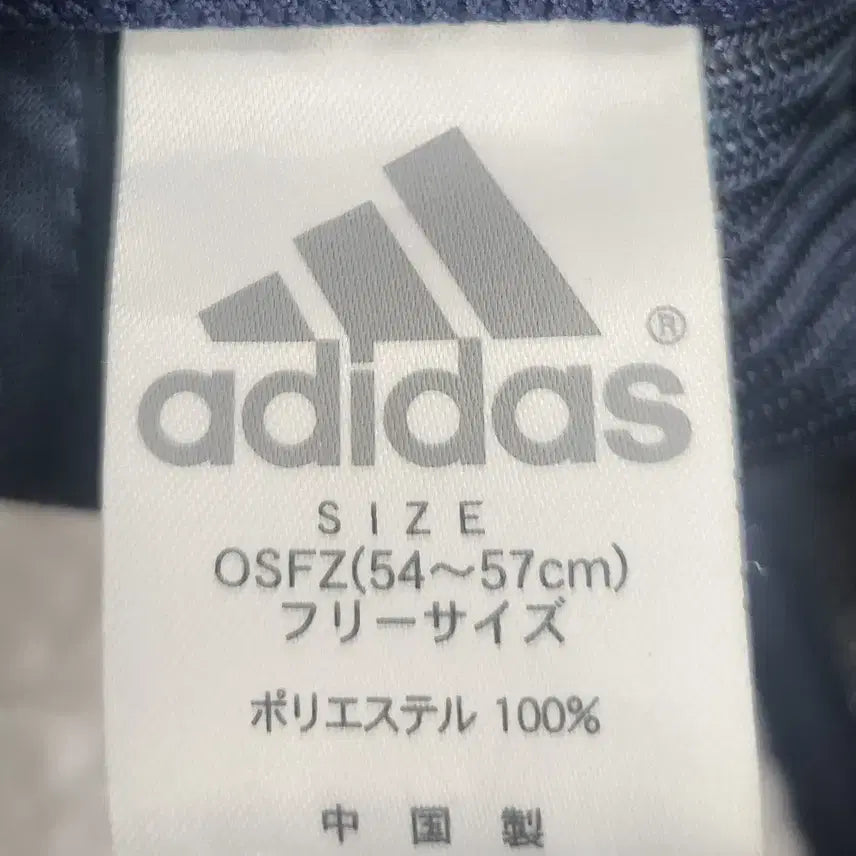 adidas®
SIZE
OSFZ(54～57cm)
フリーサイズ
ポリエステル 100%
中国製